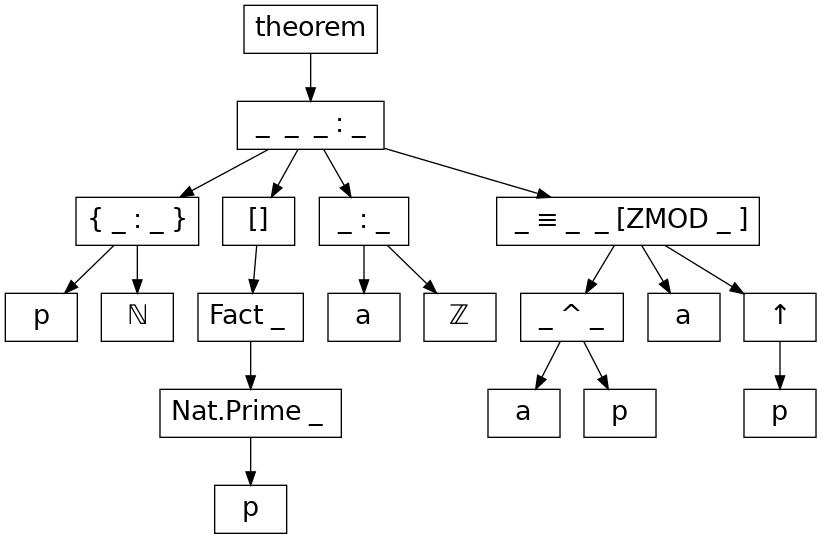 theorem
_ _ _ : _
{ _ : _ }
[]
_ : _
_ ≡ _ _ [ZMOD _ ]
p
ℕ
Fact _
a
ℤ
_ ^ _
a
↑
Nat.Prime _
a
p
p
p